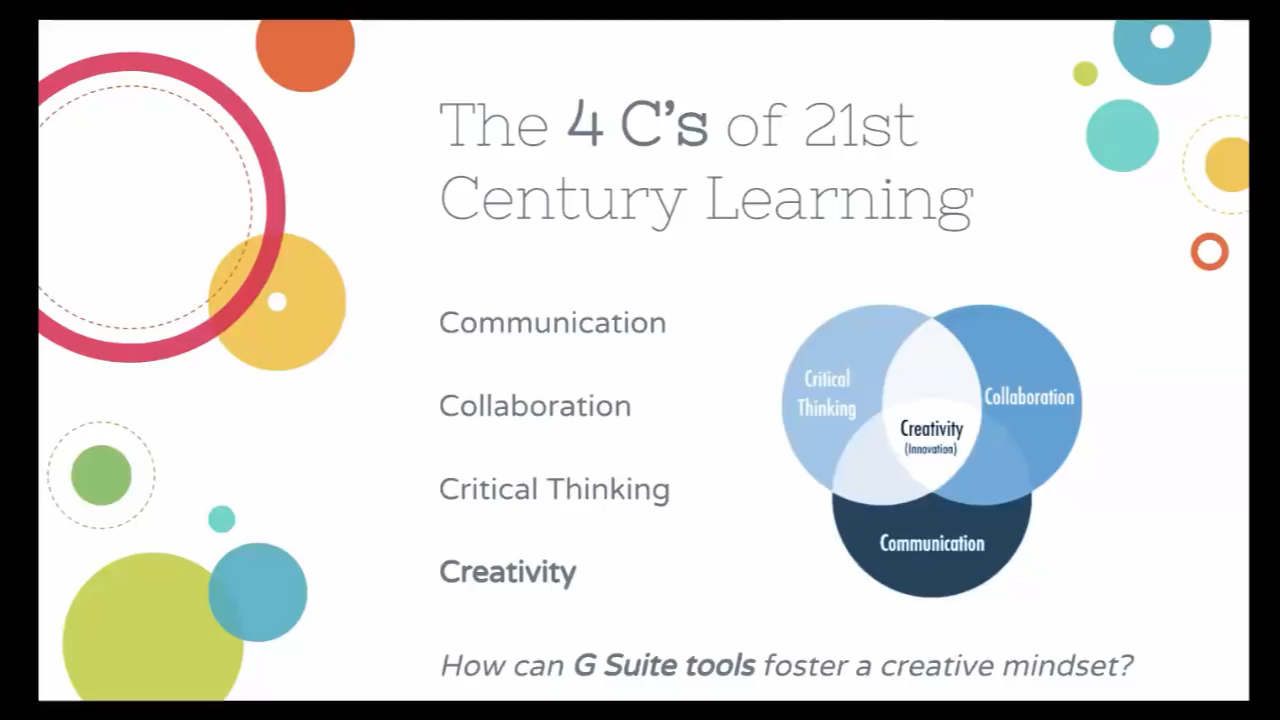 The 4 C's of 21st
Century Learning
Communication
Collaboration
Critical Thinking
Creativity
Critical
Thinking
Collaboration
Creativity
(Innovation)
Communication
How can G Suite tools foster a creative mindset?